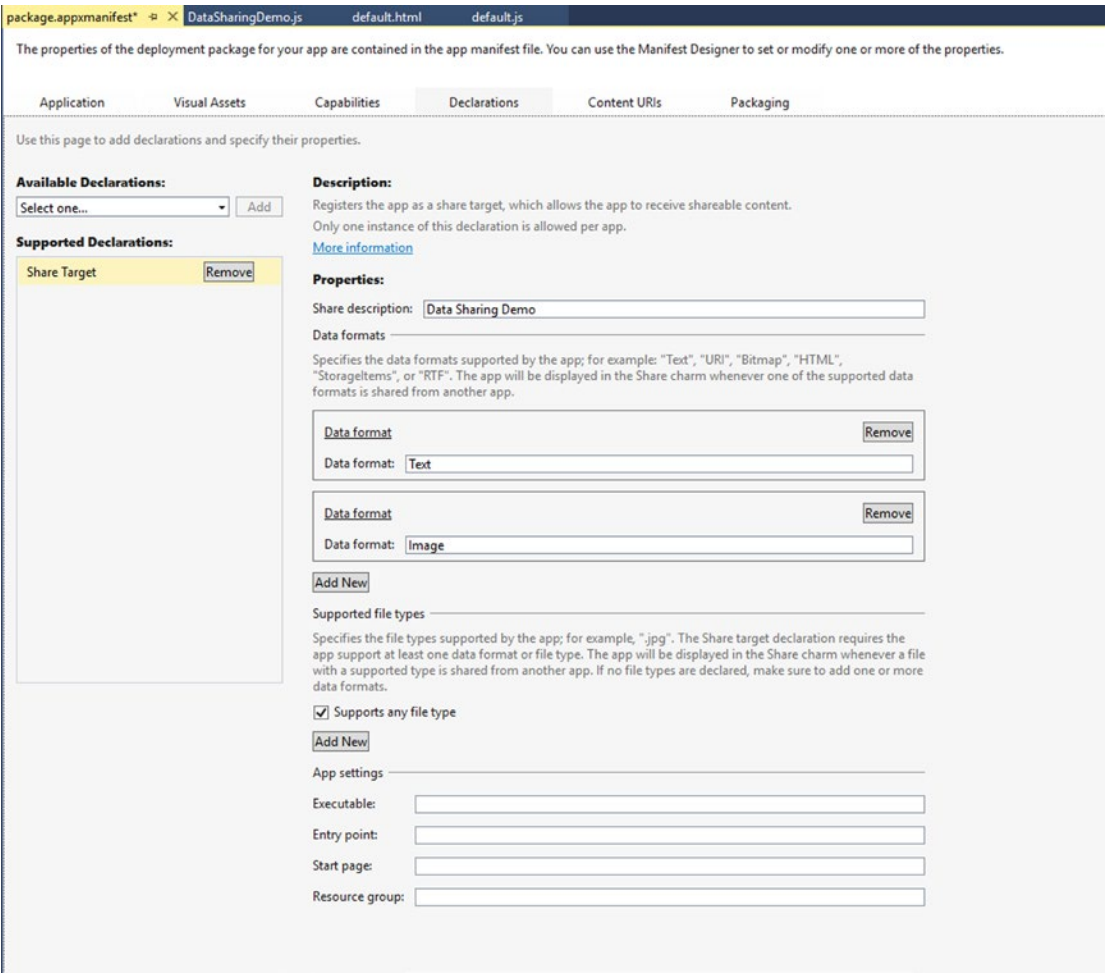 package.appxmanifest* DataSharingDemo.js default.html default.js
The properties of the deployment package for your app are contained in the app manifest file. You can use the Manifest Designer to set or modify one or more of the properties.
Application Visual Assets Capabilities Declarations Content URIs Packaging
Use this page to add declarations and specify their properties.
Available Declarations:
Select one... Add
Supported Declarations:
Share Target Remove
Description:
Registers the app as a share target, which allows the app to receive shareable content.
Only one instance of this declaration is allowed per app.
More information
Properties:
Share description: Data Sharing Demo
Data formats
Specifies the data formats supported by the app; for example: "Text", "URI", "Bitmap", "HTML",
"StorageItems", or "RTF". The app will be displayed in the Share charm whenever one of the supported data
formats is shared from another app.
Data format Remove
Data format: Text
Data format Remove
Data format: Image
Add New
Supported file types
Specifies the file types supported by the app; for example, ".jpg". The Share target declaration requires the
app support at least one data format or file type. The app will be displayed in the Share charm whenever a file
with a supported type is shared from another app. If no file types are declared, make sure to add one or more
data formats.
Supports any file type
Add New
App settings
Executable:
Entry point:
Start page:
Resource group: